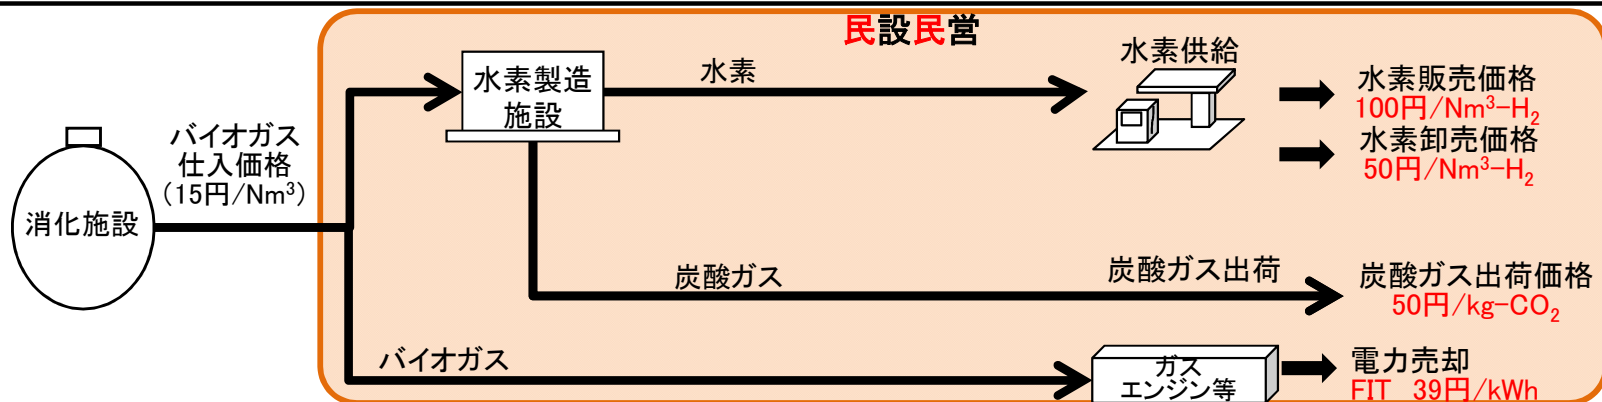 民設民営
消化施設
バイオガス
仕入価格
(15円/Nm³)
水素製造
施設
水素
水素供給
水素販売価格
100円/Nm³-H₂
水素卸売価格
50円/Nm³-H₂
炭酸ガス
炭酸ガス出荷
炭酸ガス出荷価格
50円/kg-CO₂
バイオガス
ガス
エンジン等
電力売却
FIT 39円/kWh